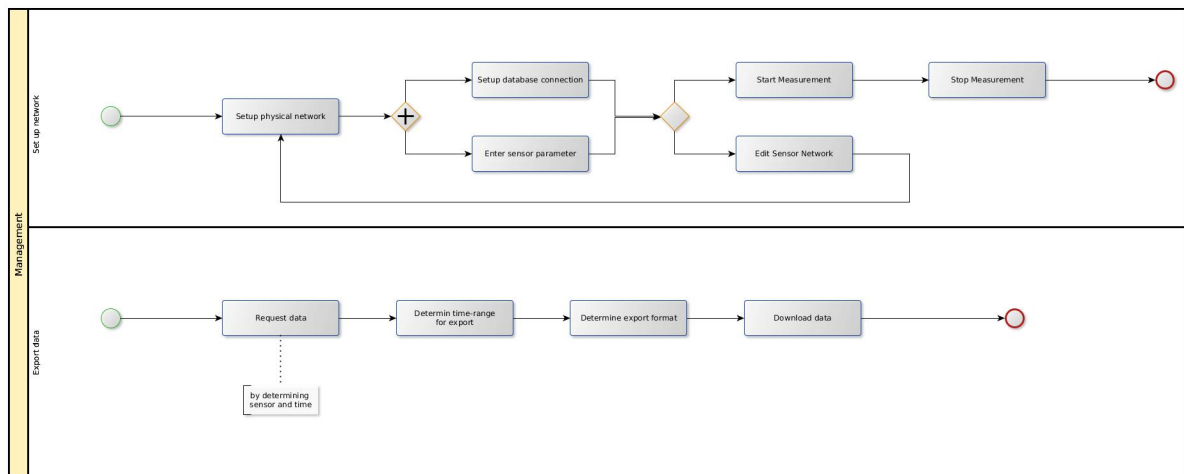 Management
Set up network
Setup physical network
Setup database connection
Enter sensor parameter
Start Measurement
Stop Measurement
Edit Sensor Network
Export data
Request data
Determin time-range
for export
Determine export format
Download data
by determining
sensor and time